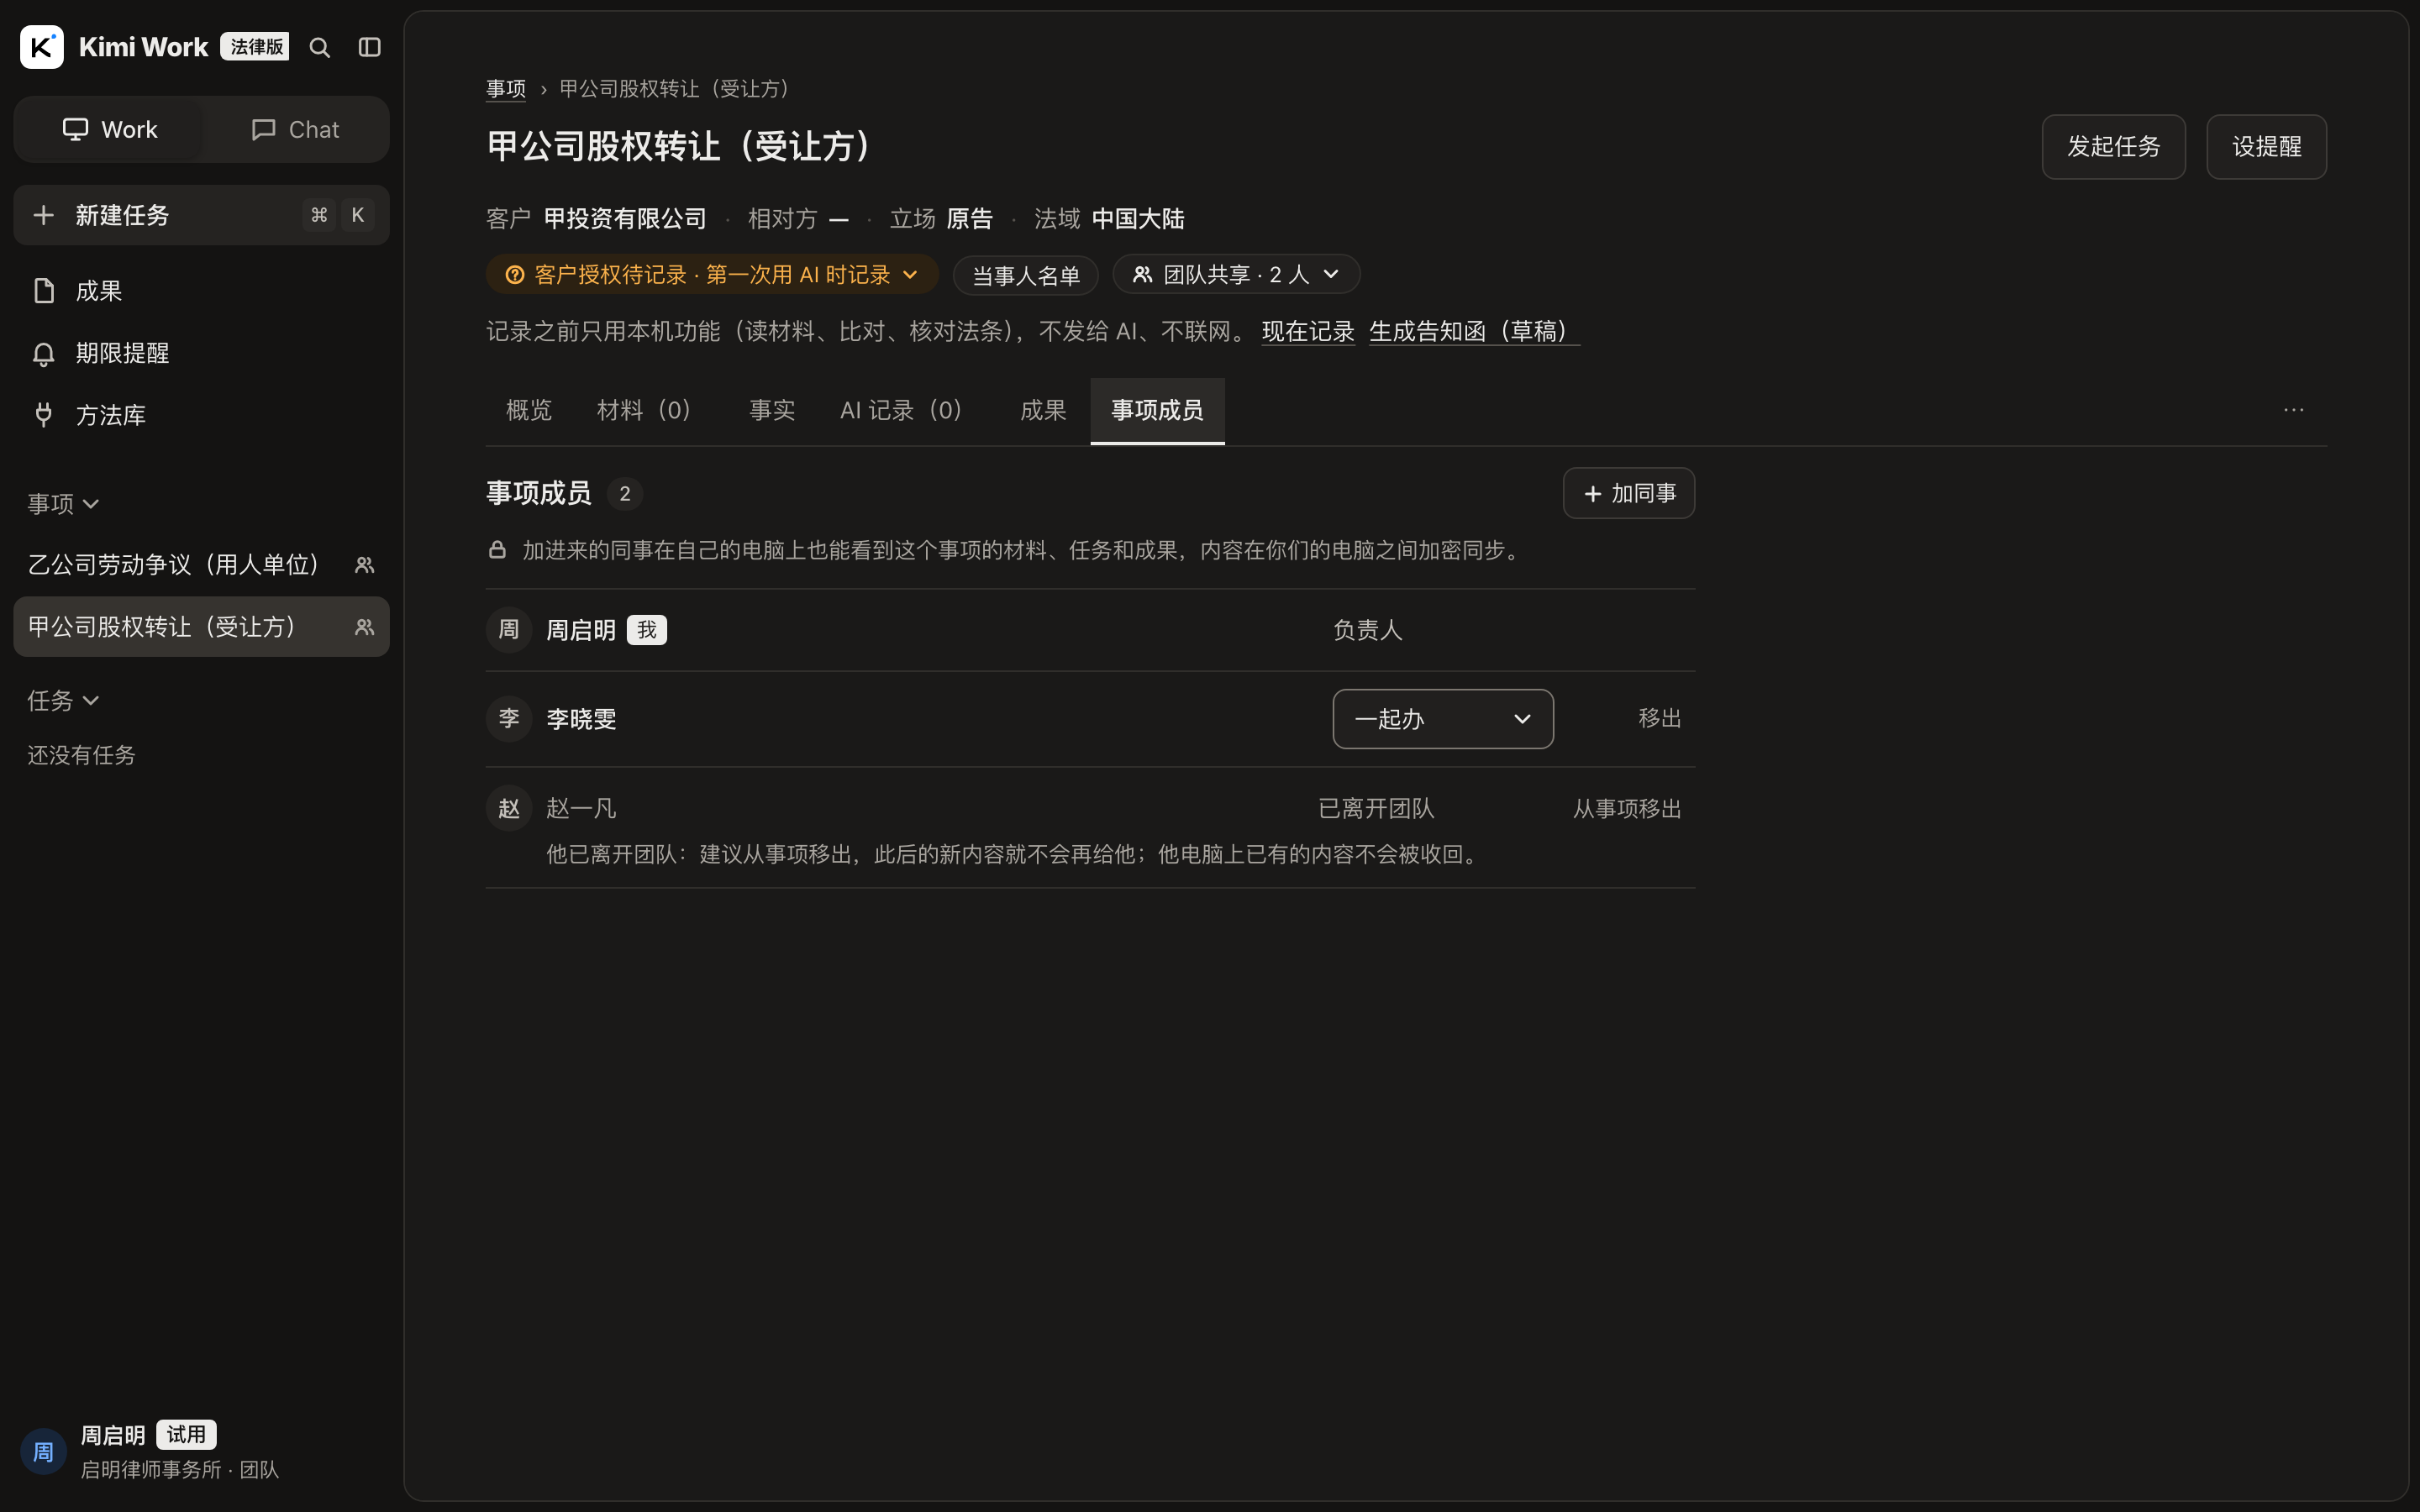 Kimi Work 法律版
Work Chat
新建任务 ⌘ K
成果
期限提醒
方法库
事项
乙公司劳动争议（用人单位）
甲公司股权转让（受让方）
任务
还没有任务
周 周启明 试用
启明律师事务所 · 团队
事项 › 甲公司股权转让（受让方）
甲公司股权转让（受让方）
发起任务 设提醒
客户 甲投资有限公司 · 相对方 — · 立场 原告 · 法域 中国大陆
客户授权待记录 · 第一次用 AI 时记录 当事人名单 团队共享 · 2 人
记录之前只用本机功能（读材料、比对、核对法条），不发给 AI、不联网。 现在记录 生成告知函（草稿）
概览 材料（0） 事实 AI 记录（0） 成果 事项成员 ···
事项成员 2 + 加同事
加进来的同事在自己的电脑上也能看到这个事项的材料、任务和成果，内容在你们的电脑之间加密同步。
周 周启明 我 负责人
李 李晓雯 一起办 移出
赵 赵一凡 已离开团队 从事项移出
他已离开团队：建议从事项移出，此后的新内容就不会再给他；他电脑上已有的内容不会被收回。